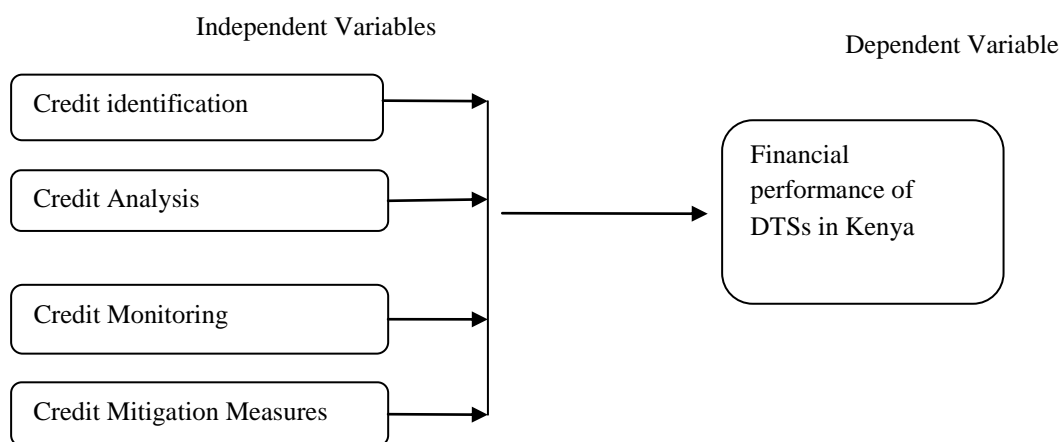 Independent Variables
Dependent Variable
Credit identification
Credit Analysis
Credit Monitoring
Credit Mitigation Measures
Financial
performance of
DTSs in Kenya